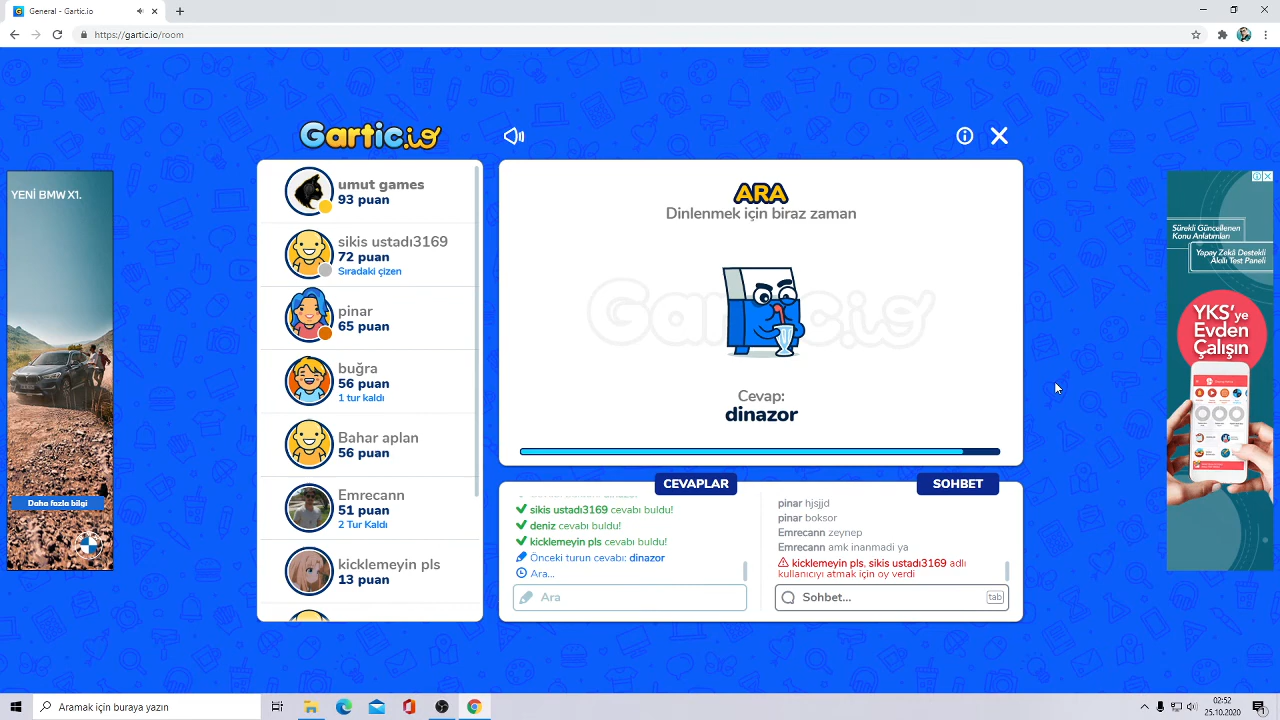 General - Gartic.io
https://gartic.io/room
Gartic.io
YENİ BMW X1.
Daha fazla bilgi
umut games
93 puan
sikis ustadı3169
72 puan
Sıradaki çizen
pinar
65 puan
buğra
56 puan
1 tur kaldı
Bahar aplan
56 puan
Emrecann
51 puan
2 Tur Kaldı
kicklemeyin pls
13 puan
ARA
Dinlenmek için biraz zaman
Gartic.io
Cevap:
dinazor
CEVAPLAR
sikis ustadı3169 cevabı buldu!
deniz cevabı buldu!
kicklemeyin pls cevabı buldu!
Önceki turun cevabı: dinazor
Ara...
Ara
SOHBET
pinar hjsjjd
pinar boksor
Emrecann zeynep
Emrecann amk inanmadi ya
kicklemeyin pls, sikis ustadı3169 adlı
kullanıcıyı atmak için oy verdi
Sohbet...
tab
Sürekli Güncellenen
Konu Anlatımları
Yapay Zekâ Destekli
Akıllı Test Paneli
YKS'ye
Evden
Çalışın
Aramak için buraya yazın
02:52
25.10.2020